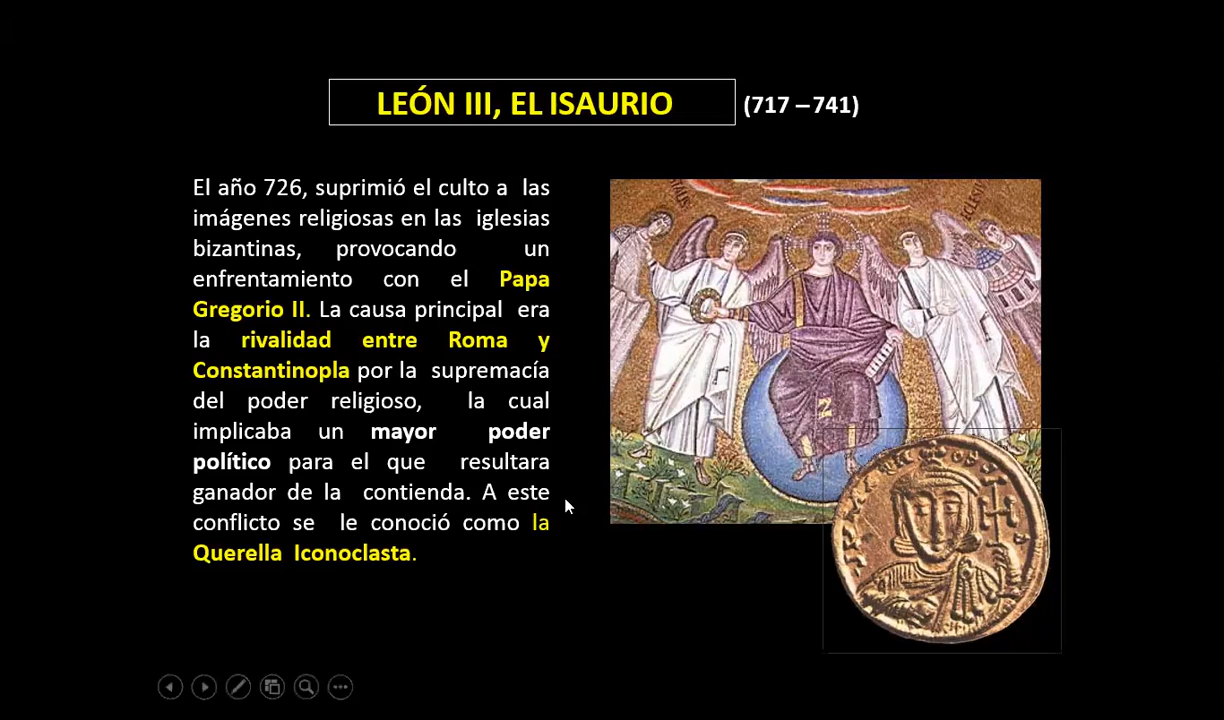 LEÓN III, EL ISAURIO (717 – 741)
El año 726, suprimió el culto a las
imágenes religiosas en las iglesias
bizantinas, provocando un
enfrentamiento con el Papa
Gregorio II. La causa principal era
la rivalidad entre Roma y
Constantinopla por la supremacía
del poder religioso, la cual
implicaba un mayor poder
político para el que resultara
ganador de la contienda. A este
conflicto se le conoció como la
Querella Iconoclasta.